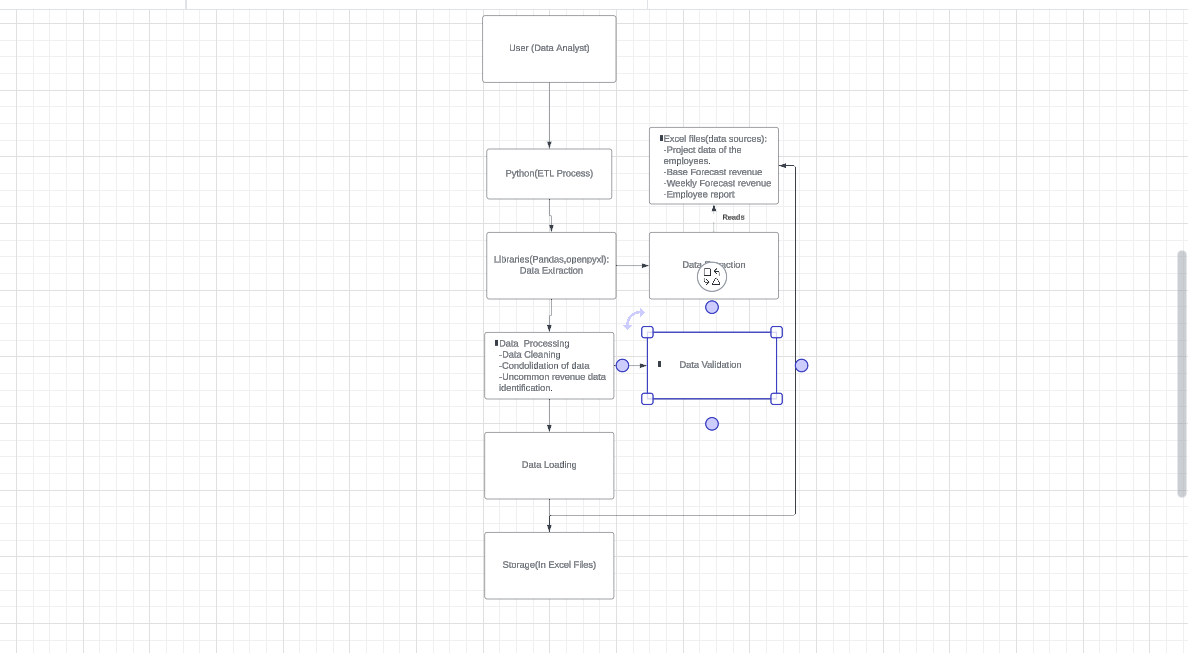 User (Data Analyst)
Python(ETL Process)
Excel files(data sources):
-Project data of the
employees.
-Base Forecast revenue
-Weekly Forecast revenue
-Employee report
Reads
Libraries(Pandas,openpyxl):
Data Extraction
Data
Data Processing
-Data Cleaning
-Condolidation of data
-Uncommon revenue data
identification.
Data Validation
Data Loading
Storage(In Excel Files)